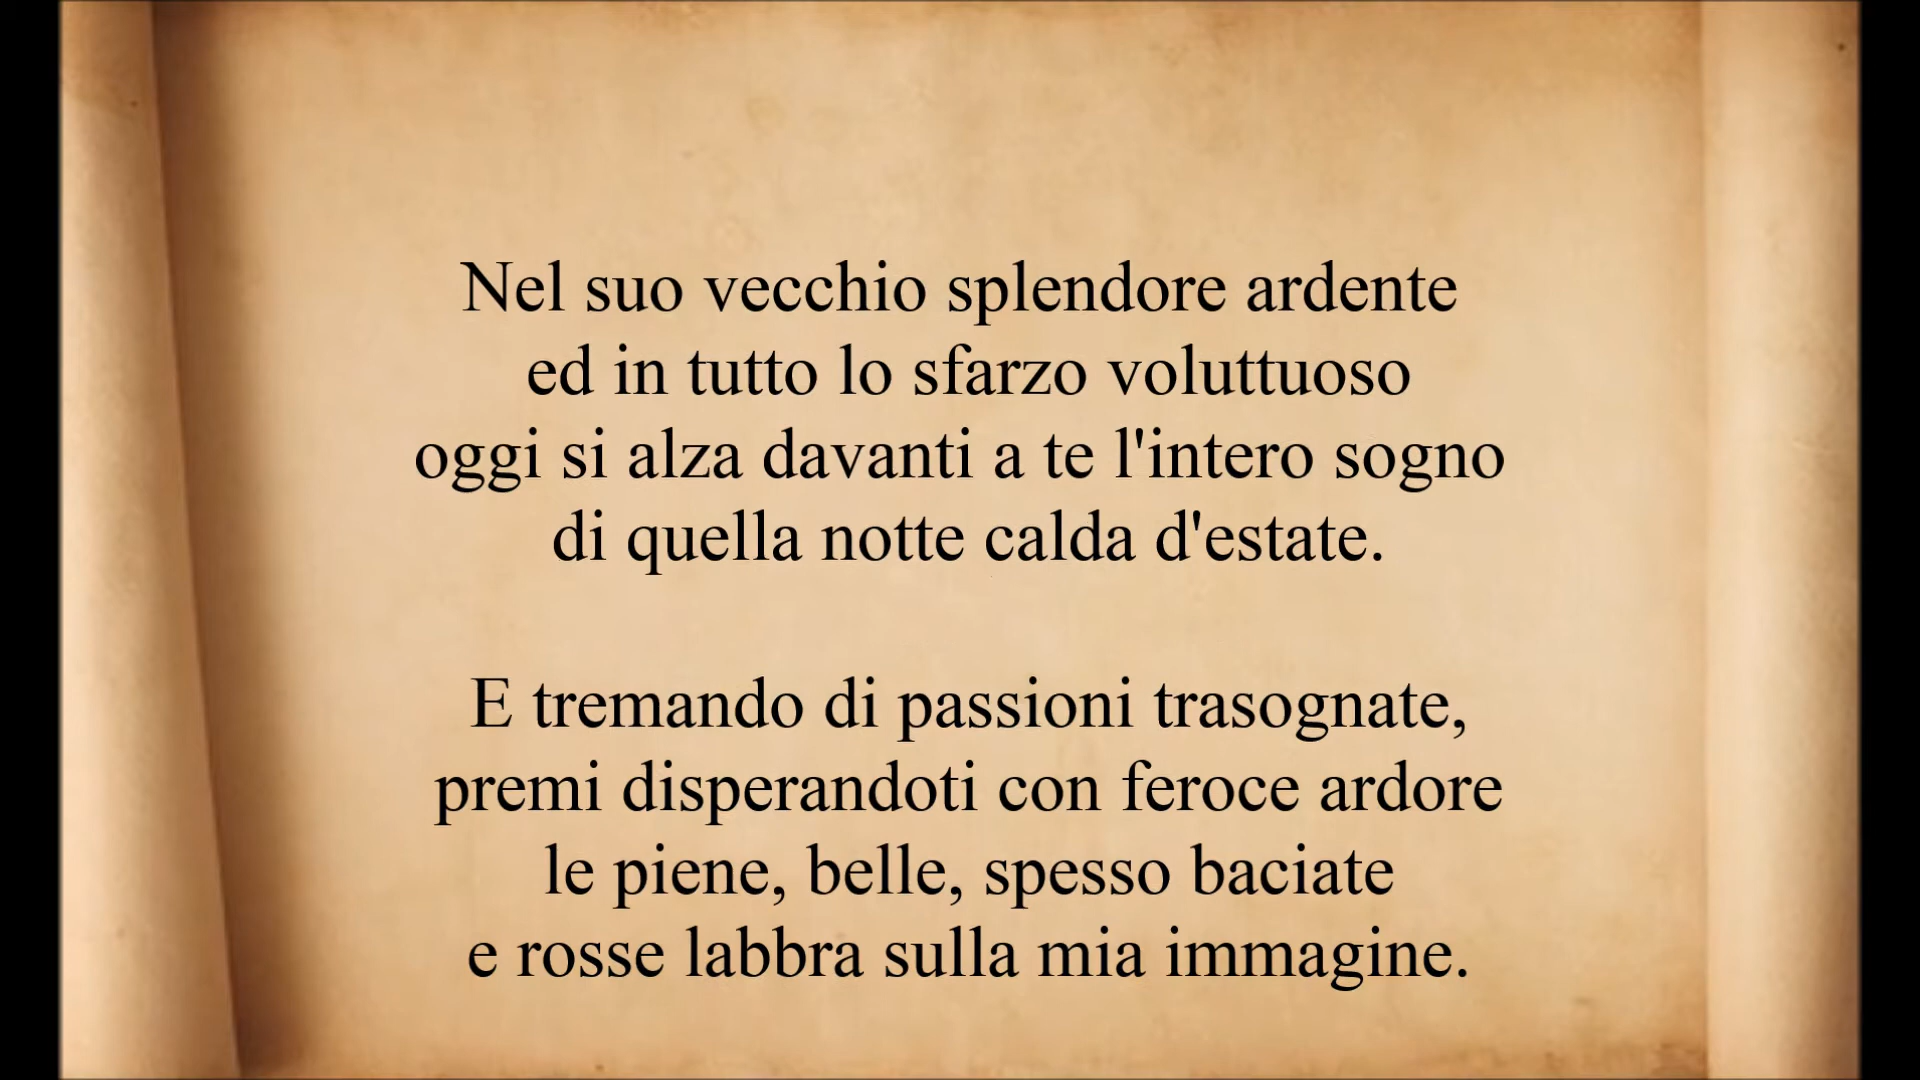 Nel suo vecchio splendore ardente
ed in tutto lo sfarzo voluttuoso
oggi si alza davanti a te l'intero sogno
di quella notte calda d'estate.
E tremando di passioni trasognate,
premi disperandoti con feroce ardore
le piene, belle, spesso baciate
e rosse labbra sulla mia immagine.